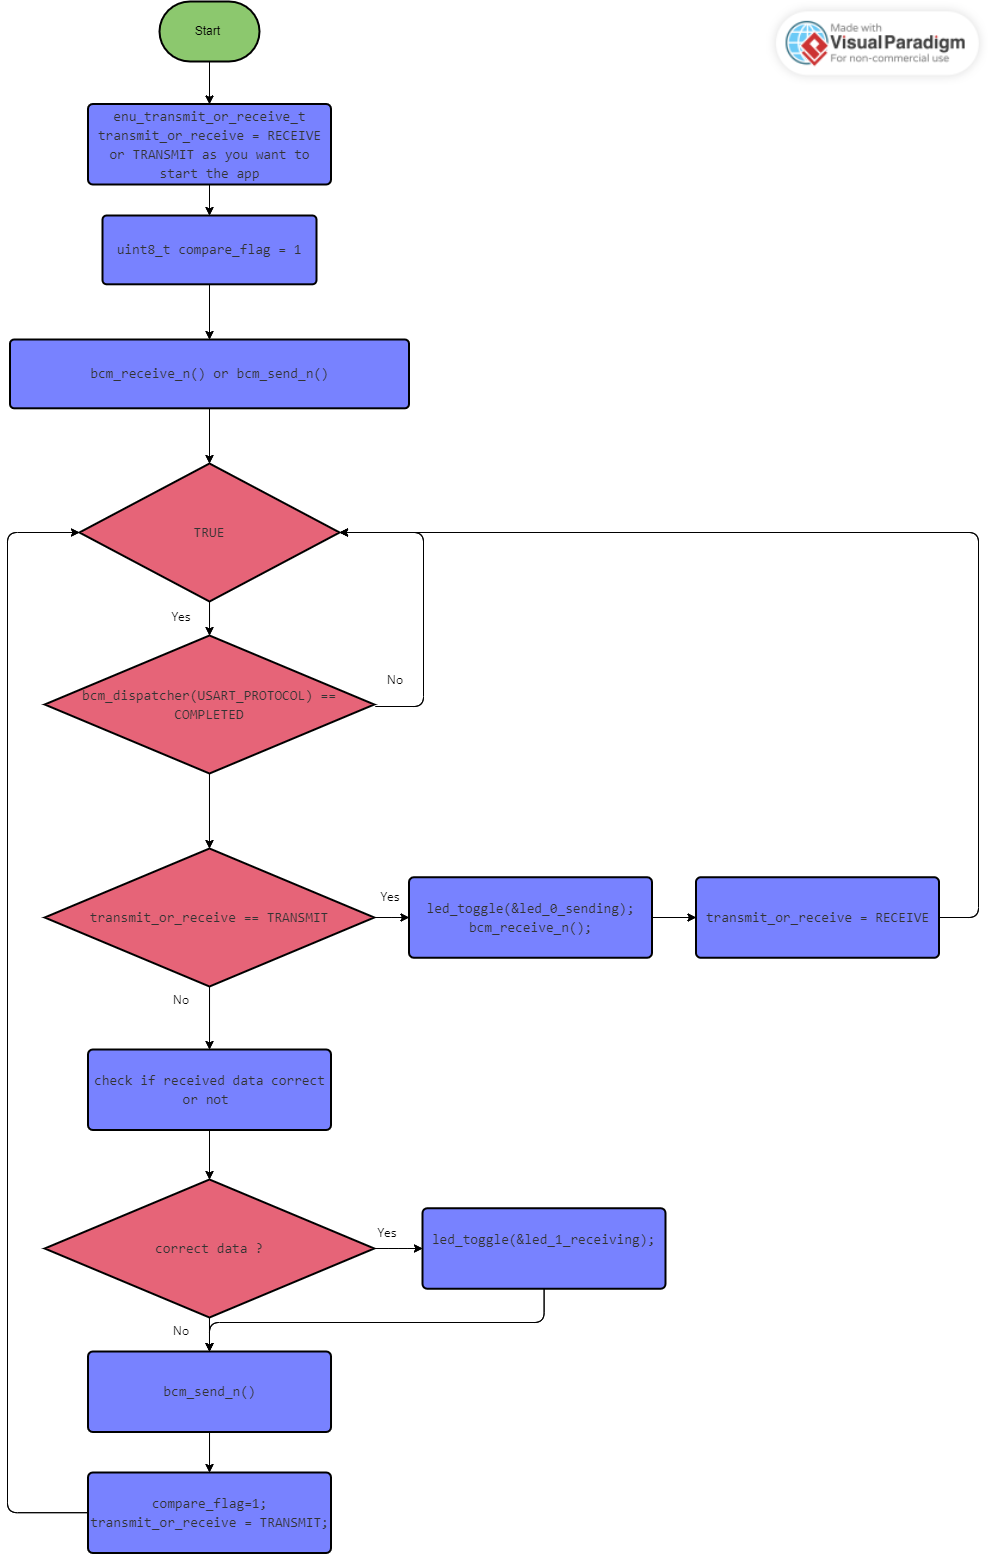 Start
Made with
VisualParadigm
For non-commercial use
enu_transmit_or_receive_t
transmit_or_receive = RECEIVE
or TRANSMIT as you want to
start the app
uint8_t compare_flag = 1
bcm_receive_n() or bcm_send_n()
TRUE
Yes
bcm_dispatcher(USART_PROTOCOL) ==
COMPLETED
No
transmit_or_receive == TRANSMIT
Yes
led_toggle(&led_0_sending);
bcm_receive_n();
transmit_or_receive = RECEIVE
No
check if received data correct
or not
correct data ?
Yes
led_toggle(&led_1_receiving);
No
bcm_send_n()
compare_flag=1;
transmit_or_receive = TRANSMIT;